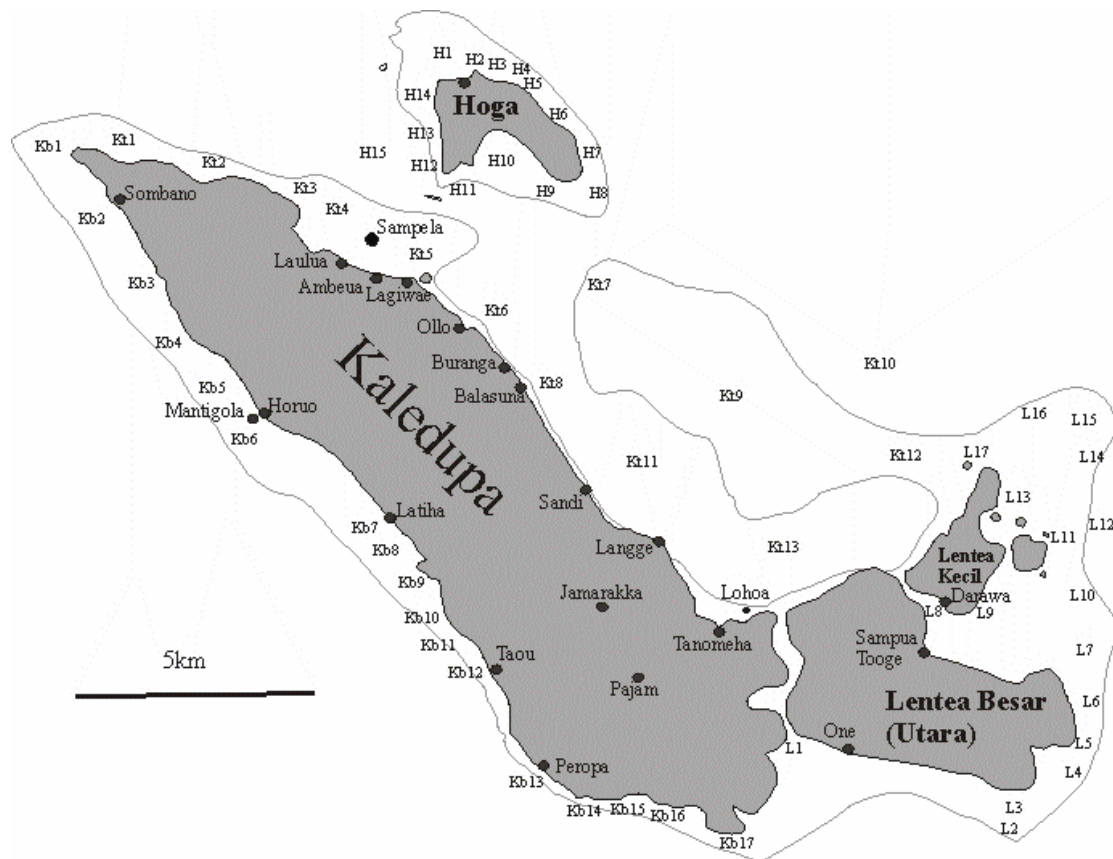 H1
H2
H3
H4
H5
H14
Hoga
H6
H13
H7
H15
H12
H10
H11
H9
H8
Kb1
Kt1
Kt2
Kt3
Kt4
Sombano
Kb2
Sampela
Kt5
Laulua
Ambeua
Lagiwae
Kb3
Kt7
Kt6
Ollo
Kb4
Buranga
Kt8
Balasuna
Kt10
Kt9
Kb5
Mantigola
Horuo
Kb6
Kaledupa
L16
L15
Kt12
L17
L14
Kt11
Sandi
L13
L12
Latiha
Kb7
Kb8
Langge
Kt13
L11
Lentea
Kecil
Kb9
Jamarakka
Lohoa
Darawa
L8
L9
L10
Kb10
Kb11
Tanomeha
Sampua
Tooge
L7
5km
Taou
Kb12
Pajam
Lentea Besar
(Utara)
L6
One
L1
L5
L4
Kb13
Peropa
Kb14
Kb15
Kb16
Kb17
L3
L2